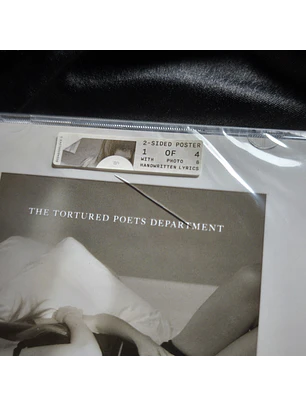 2-SIDED POSTER
1 OF 4
WITH PHOTO &
HANDWRITTEN LYRICS
THE TORTURED POETS DEPARTMENT